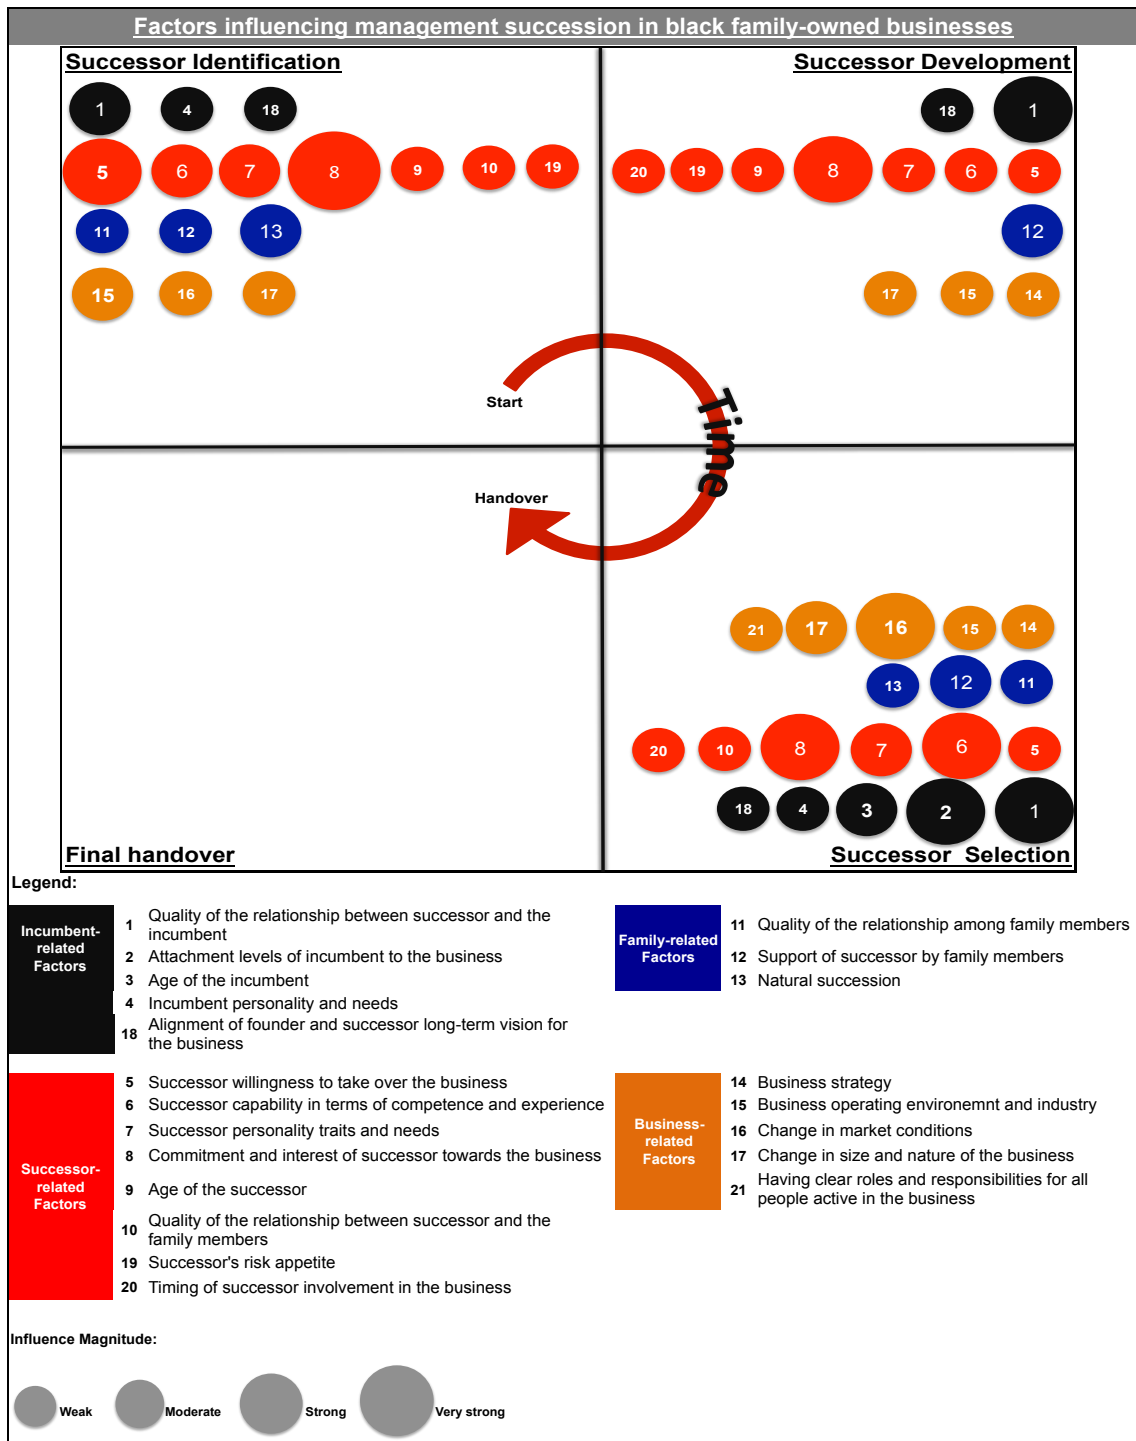 Factors influencing management succession in black family-owned businesses
Successor Identification
1 4 18
5 6 7 8 9 10 19
11 12 13
15 16 17
Successor Development
18 1
20 19 9 8 7 6 5
12
17 15 14
Start
Time
Handover
21 17 16 15 14
13 12 11
20 10 8 7 6 5
18 4 3 2 1
Final handover
Successor Selection
Legend:
Incumbent-
related
Factors
1 Quality of the relationship between successor and the
incumbent
2 Attachment levels of incumbent to the business
3 Age of the incumbent
4 Incumbent personality and needs
18 Alignment of founder and successor long-term vision for
the business
Family-related
Factors
11 Quality of the relationship among family members
12 Support of successor by family members
13 Natural succession
Successor-
related
Factors
5 Successor willingness to take over the business
6 Successor capability in terms of competence and experience
7 Successor personality traits and needs
8 Commitment and interest of successor towards the business
9 Age of the successor
10 Quality of the relationship between successor and the
family members
19 Successor's risk appetite
20 Timing of successor involvement in the business
Business-
related
Factors
14 Business strategy
15 Business operating environemnt and industry
16 Change in market conditions
17 Change in size and nature of the business
21 Having clear roles and responsibilities for all
people active in the business
Influence Magnitude:
Weak
Moderate
Strong
Very strong